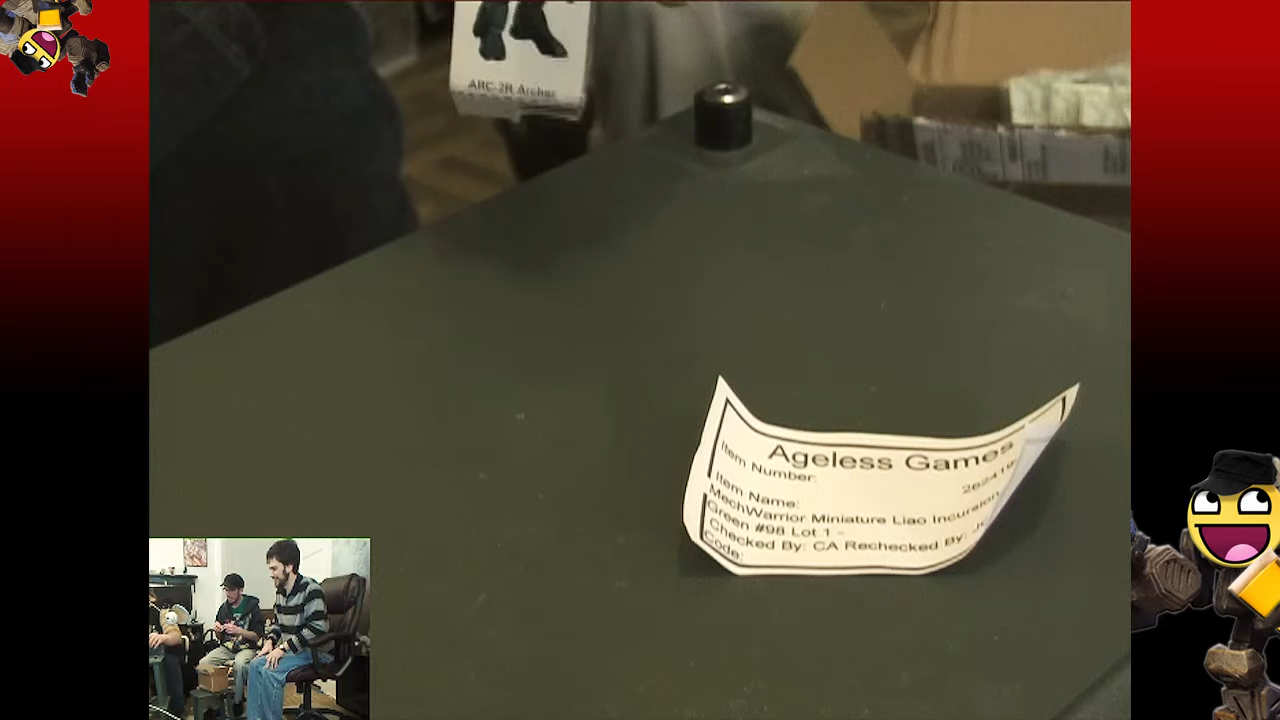 ARC-2R Archer
Ageless Games
Item Number:
Item Name:
MechWarrior Miniature Liao Incursion
Green #98 Lot 1 -
Checked By: CA Rechecked By:
Code: